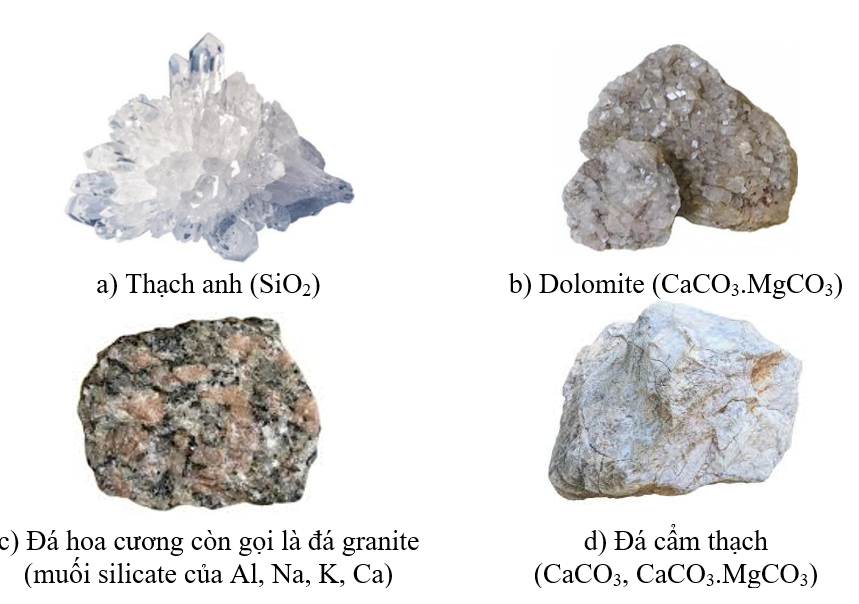 a) Thạch anh (SiO₂)
b) Dolomite (CaCO₃.MgCO₃)
c) Đá hoa cương còn gọi là đá granite
(muối silicate của Al, Na, K, Ca)
d) Đá cẩm thạch
(CaCO₃, CaCO₃.MgCO₃)